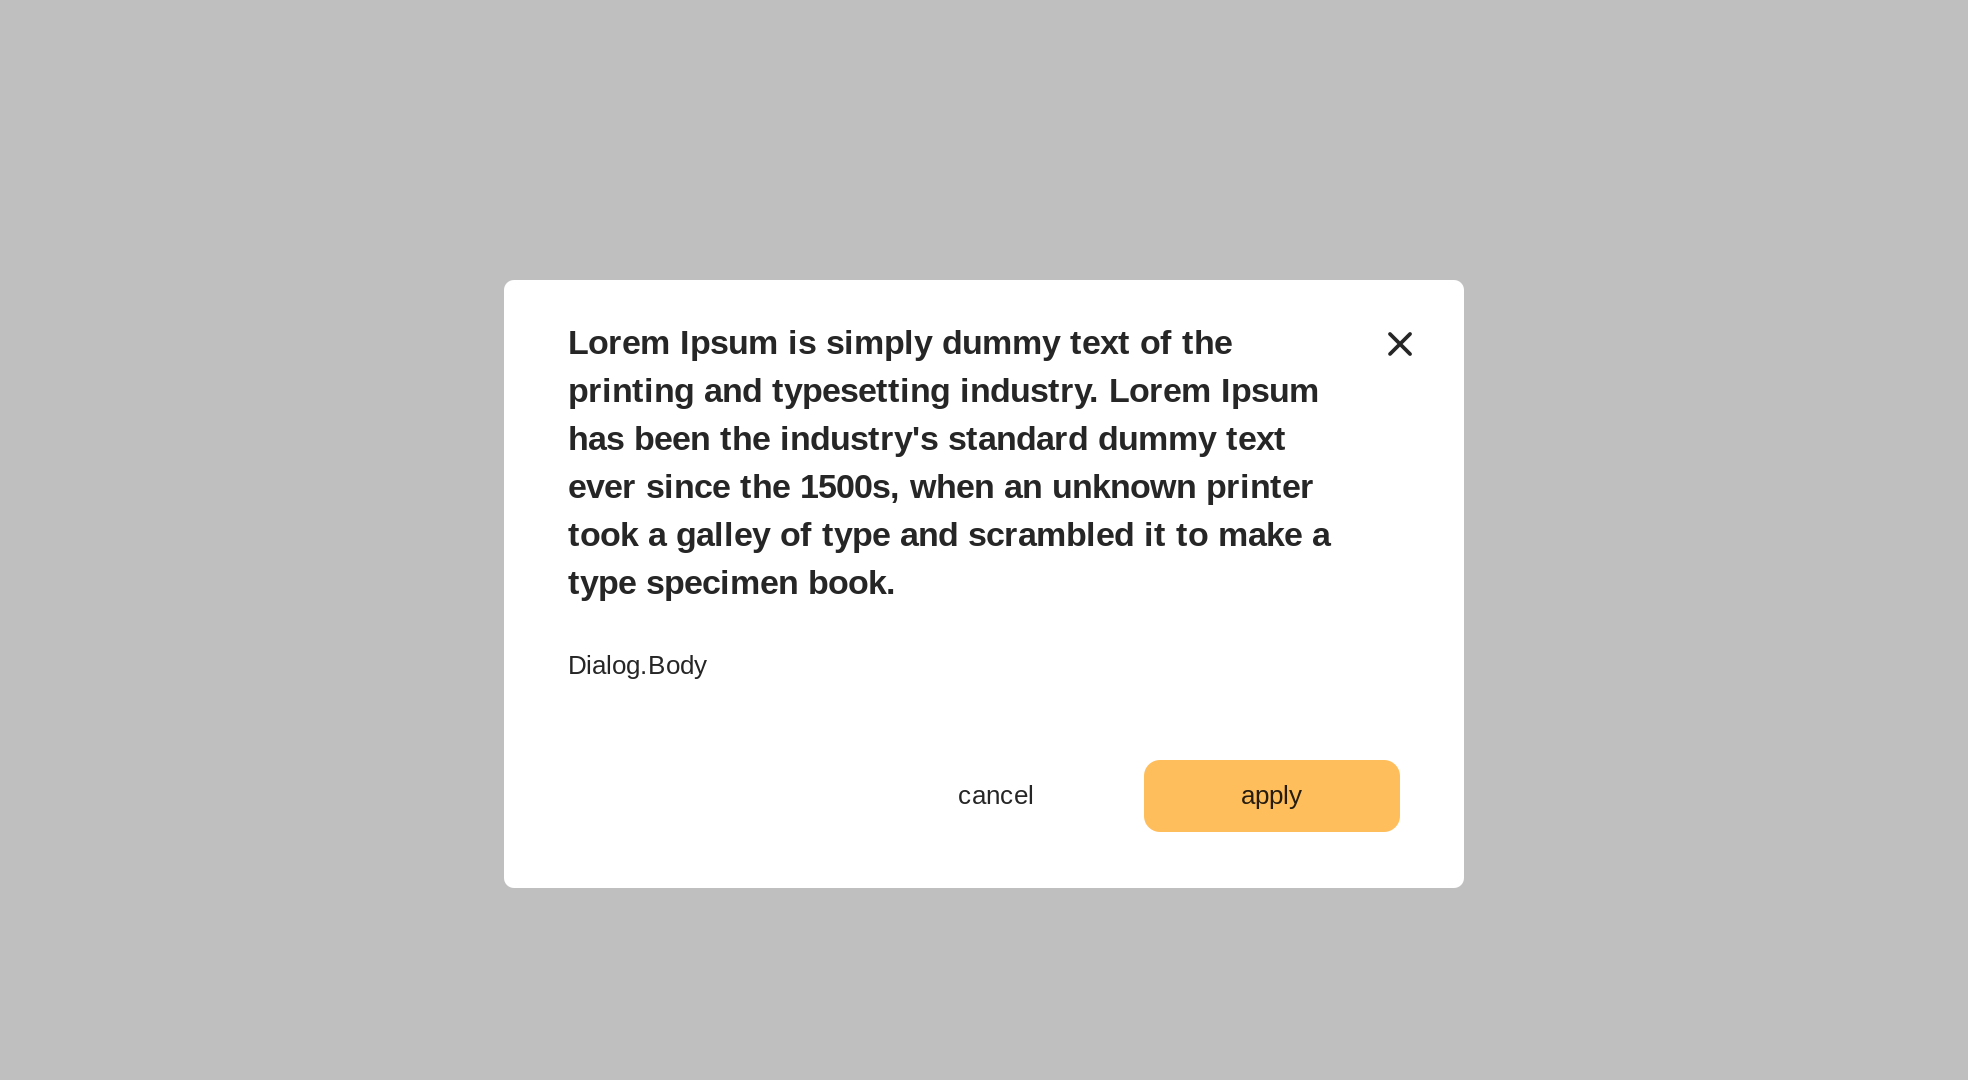 Lorem Ipsum is simply dummy text of the
printing and typesetting industry. Lorem Ipsum
has been the industry's standard dummy text
ever since the 1500s, when an unknown printer
took a galley of type and scrambled it to make a
type specimen book.
Dialog.Body
cancel
apply